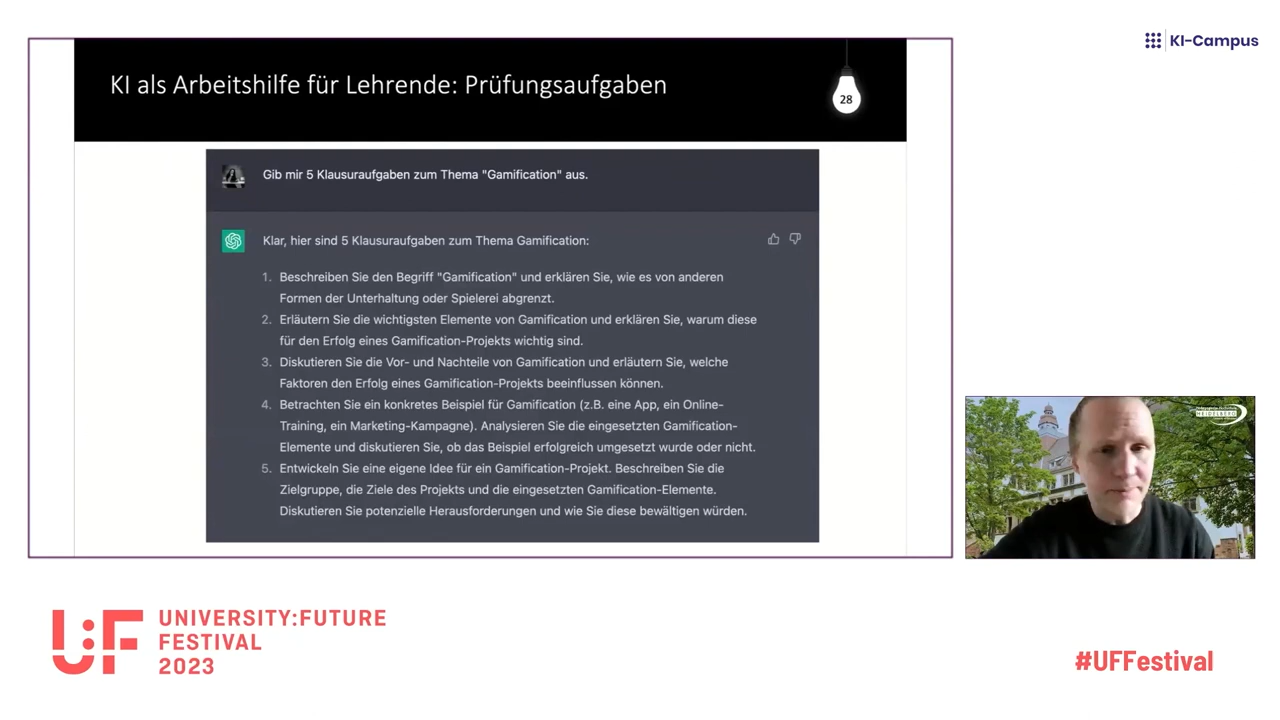 KI-Campus
KI als Arbeitshilfe für Lehrende: Prüfungsaufgaben
28
Gib mir 5 Klausuraufgaben zum Thema "Gamification" aus.
Klar, hier sind 5 Klausuraufgaben zum Thema Gamification:
1. Beschreiben Sie den Begriff "Gamification" und erklären Sie, wie es von anderen
Formen der Unterhaltung oder Spielerei abgrenzt.
2. Erläutern Sie die wichtigsten Elemente von Gamification und erklären Sie, warum diese
für den Erfolg eines Gamification-Projekts wichtig sind.
3. Diskutieren Sie die Vor- und Nachteile von Gamification und erläutern Sie, welche
Faktoren den Erfolg eines Gamification-Projekts beeinflussen können.
4. Betrachten Sie ein konkretes Beispiel für Gamification (z.B. eine App, ein Online-
Training, ein Marketing-Kampagne). Analysieren Sie die eingesetzten Gamification-
Elemente und diskutieren Sie, ob das Beispiel erfolgreich umgesetzt wurde oder nicht.
5. Entwickeln Sie eine eigene Idee für ein Gamification-Projekt. Beschreiben Sie die
Zielgruppe, die Ziele des Projekts und die eingesetzten Gamification-Elemente.
Diskutieren Sie potenzielle Herausforderungen und wie Sie diese bewältigen würden.
HEIDELBERG
U:F
UNIVERSITY:FUTURE
FESTIVAL
2023
#UFFestival